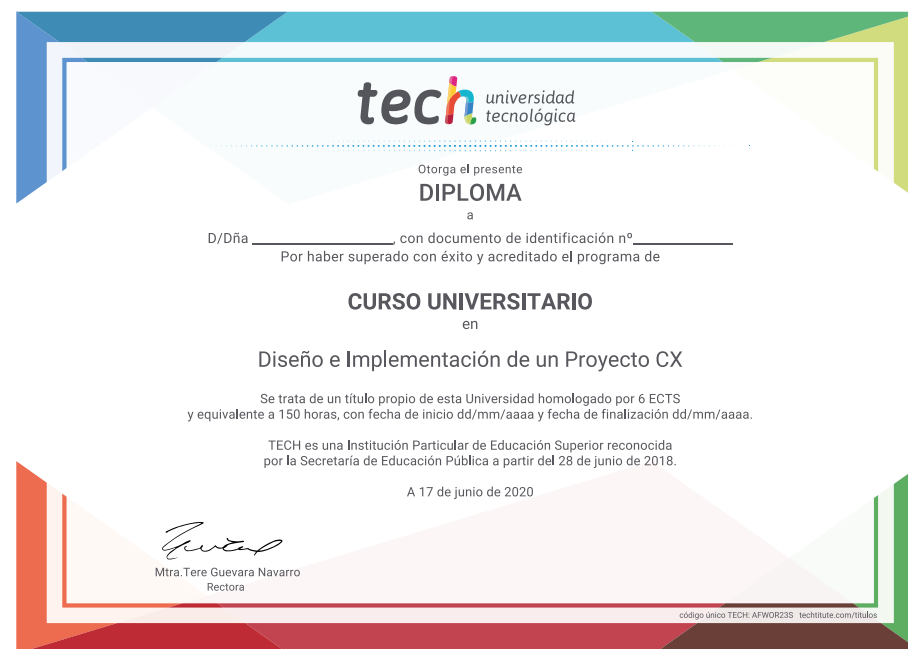 tech universidad
tecnológica
Otorga el presente
DIPLOMA
a
D/Dña ____________________, con documento de identificación nº______________
Por haber superado con éxito y acreditado el programa de
CURSO UNIVERSITARIO
en
Diseño e Implementación de un Proyecto CX
Se trata de un título propio de esta Universidad homologado por 6 ECTS
y equivalente a 150 horas, con fecha de inicio dd/mm/aaaa y fecha de finalización dd/mm/aaaa.
TECH es una Institución Particular de Educación Superior reconocida
por la Secretaría de Educación Pública a partir del 28 de junio de 2018.
A 17 de junio de 2020
Mtra.Tere Guevara Navarro
Rectora
código único TECH: AFWOR23S techtitute.com/titulos